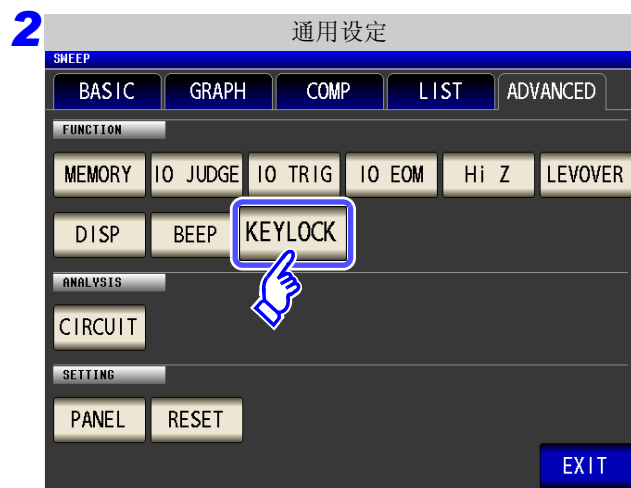 2
通用设定
SWEEP
BASIC GRAPH COMP LIST ADVANCED
FUNCTION
MEMORY IO JUDGE IO TRIG IO EOM Hi Z LEVOVER
DISP BEEP KEYLOCK
ANALYSIS
CIRCUIT
SETTING
PANEL RESET
EXIT